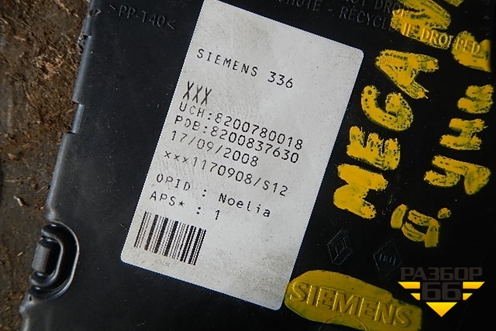 >PP-T40<
SIEMENS 336
XXX
UCH:8200780018
PDB:8200837630
17/09/2008
xxx1170908/S12
OPID : Noelia
APS* : 1
SIEMENS
РАЗБОР
66